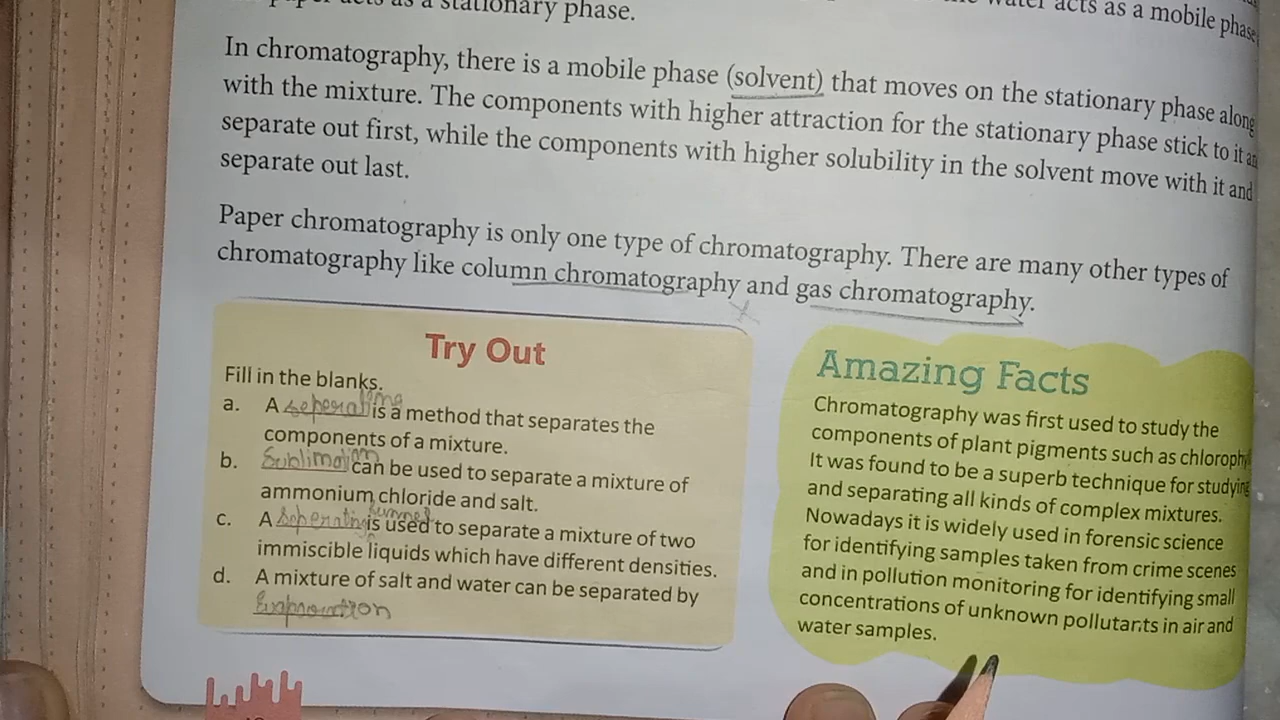 paper acts as a stationary phase.
water acts as a mobile phase
In chromatography, there is a mobile phase (solvent) that moves on the stationary phase along
with the mixture. The components with higher attraction for the stationary phase stick to it an
separate out first, while the components with higher solubility in the solvent move with it and
separate out last.
Paper chromatography is only one type of chromatography. There are many other types of
chromatography like column chromatography and gas chromatography.
Try Out
Fill in the blanks.
a. A seperating is a method that separates the
components of a mixture.
b. Sublimation can be used to separate a mixture of
ammonium chloride and salt.
c. A Seperating funnel is used to separate a mixture of two
immiscible liquids which have different densities.
d. A mixture of salt and water can be separated by
Evaporation
Amazing Facts
Chromatography was first used to study the
components of plant pigments such as chlorophy
It was found to be a superb technique for studying
and separating all kinds of complex mixtures.
Nowadays it is widely used in forensic science
for identifying samples taken from crime scenes
and in pollution monitoring for identifying small
concentrations of unknown pollutants in air and
water samples.